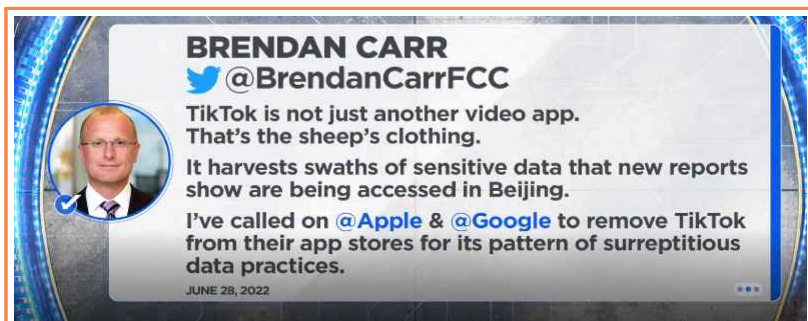 BRENDAN CARR
@BrendanCarrFCC
TikTok is not just another video app.
That's the sheep's clothing.
It harvests swaths of sensitive data that new reports
show are being accessed in Beijing.
I've called on @Apple & @Google to remove TikTok
from their app stores for its pattern of surreptitious
data practices.
JUNE 28, 2022